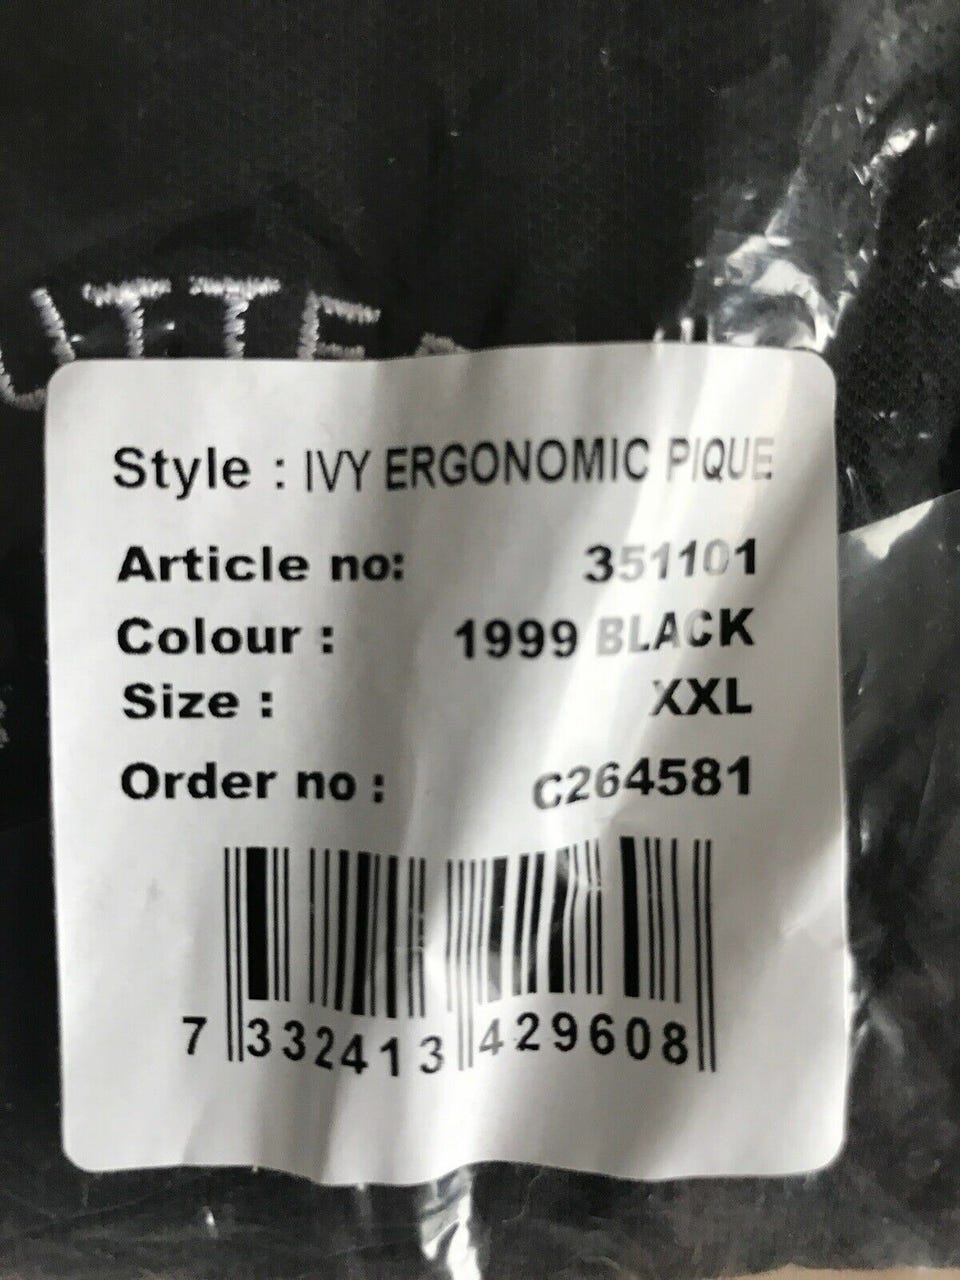 Style : IVY ERGONOMIC PIQUE
Article no: 351101
Colour : 1999 BLACK
Size : XXL
Order no : C264581
7 332413 429608